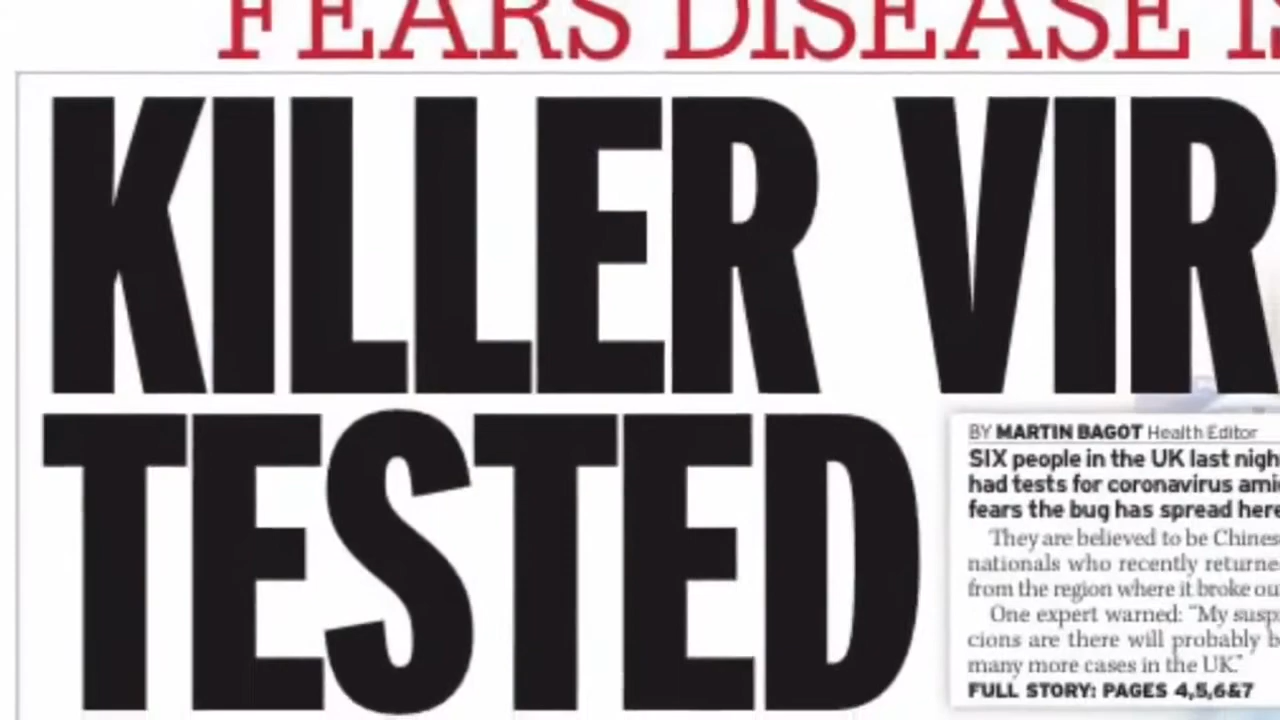 FEARS DISEASE IS
KILLER VIR
TESTED
BY MARTIN BAGOT Health Editor
SIX people in the UK last nigh
had tests for coronavirus ami
fears the bug has spread here
They are believed to be Chines
nationals who recently returne
from the region where it broke ou
One expert warned: "My susp
cions are there will probably b
many more cases in the UK."
FULL STORY: PAGES 4,5,6&7